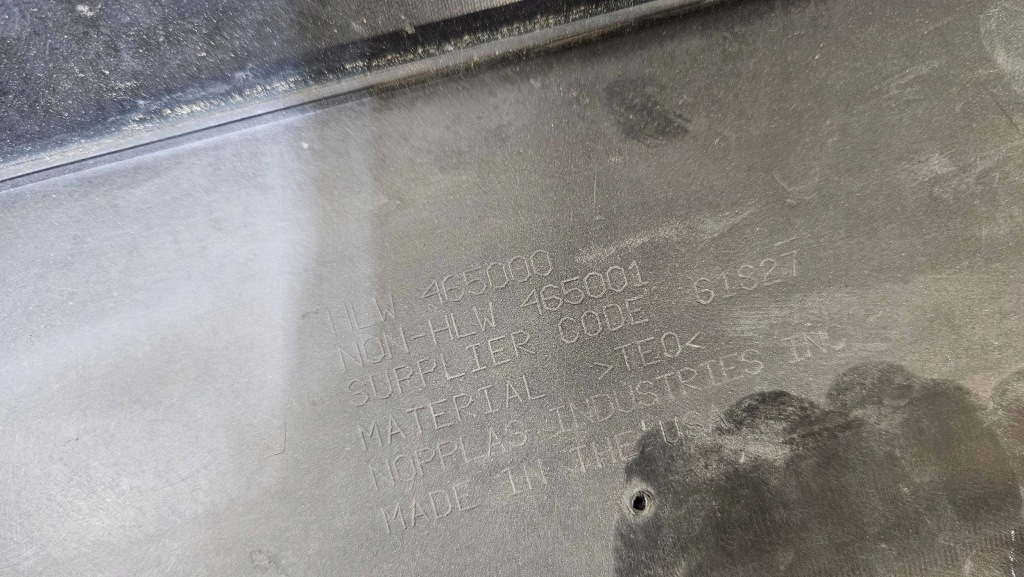 HLW 465000
NON-HLW 465001
SUPPLIER CODE 61827
MATERIAL >TEO<
NORPLAS INDUSTRIES INC.
MADE IN THE USA